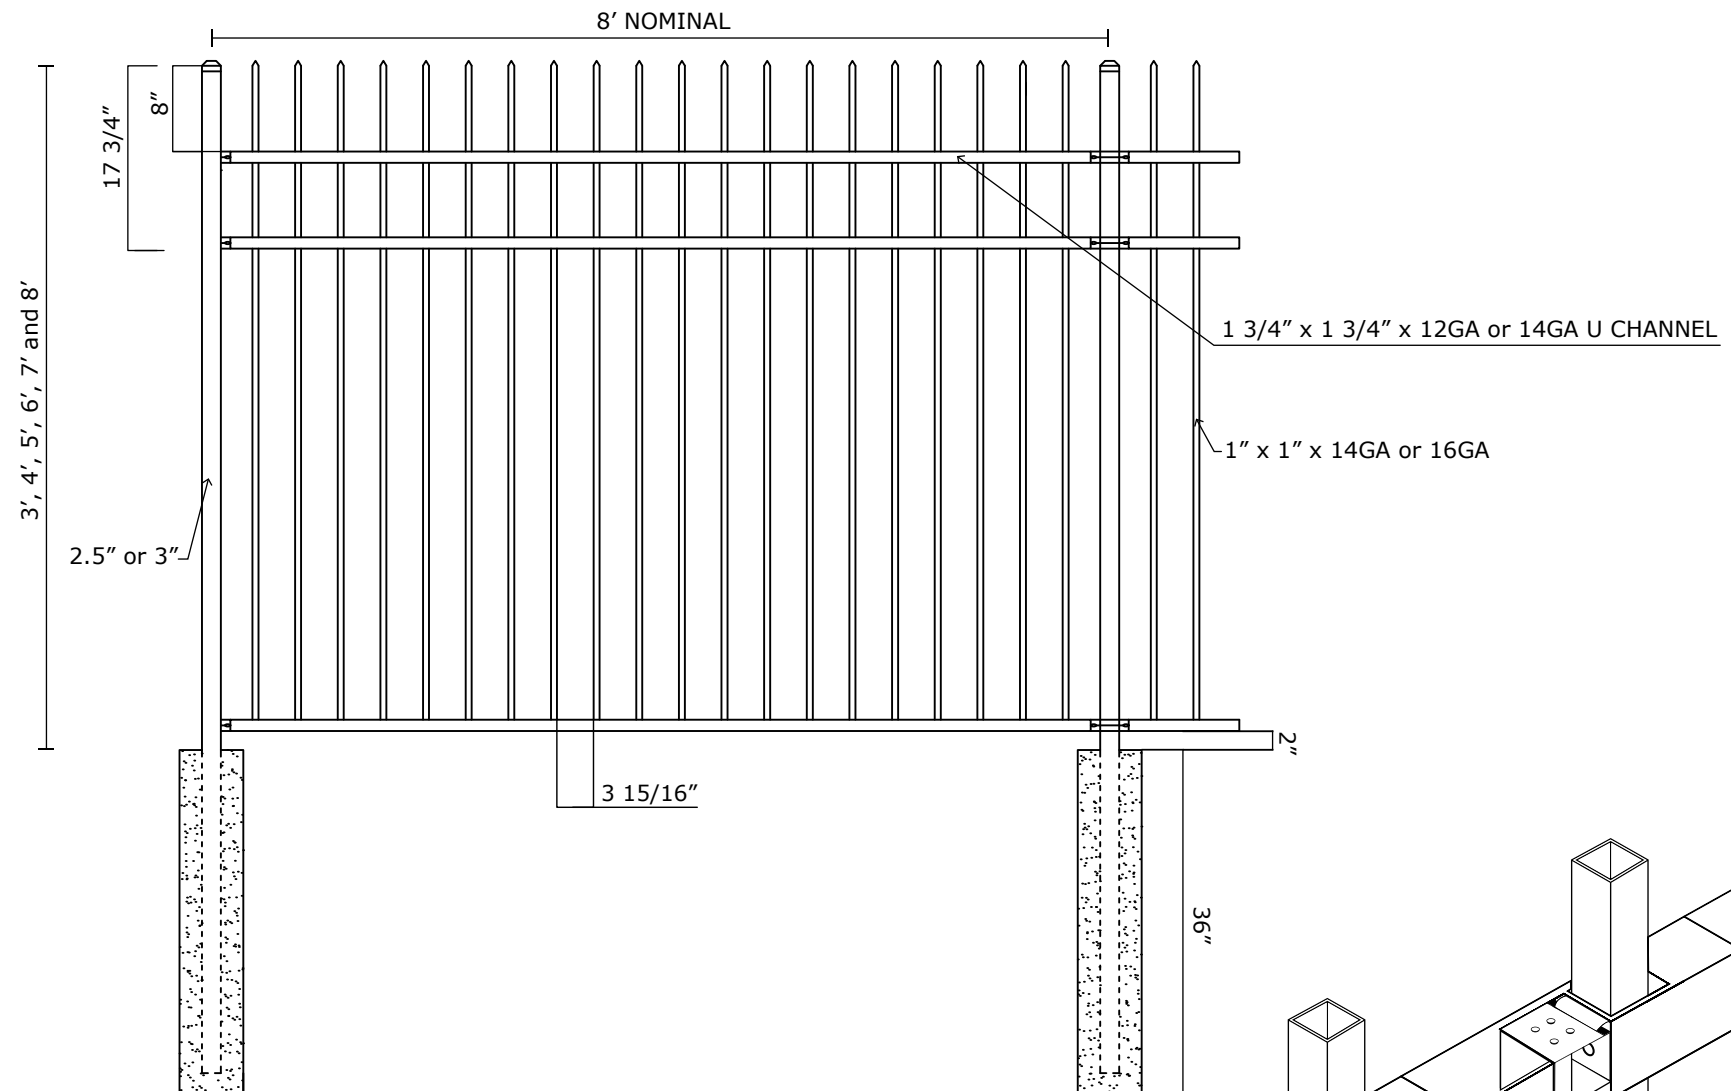 8’ NOMINAL
8”
17 3/4”
3’, 4’, 5’, 6’, 7’ and 8’
1 3/4” x 1 3/4” x 12GA or 14GA U CHANNEL
1” x 1” x 14GA or 16GA
2.5” or 3”
2”
3 15/16”
36”